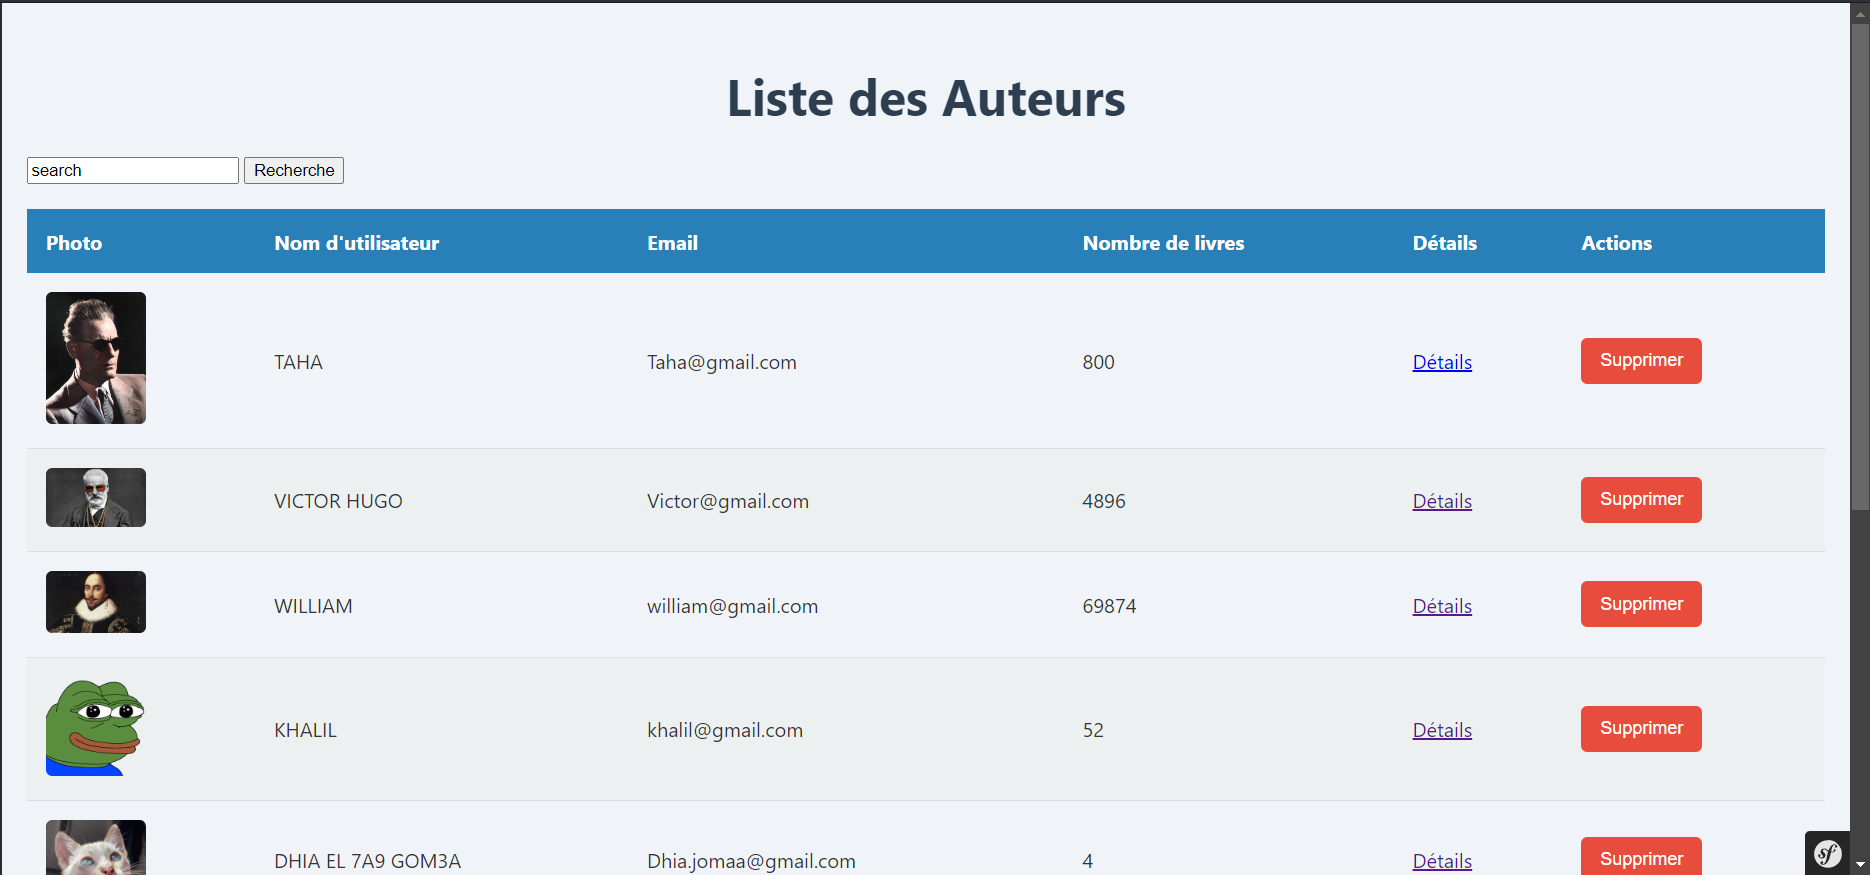 Liste des Auteurs
search Recherche
Photo Nom d'utilisateur Email Nombre de livres Détails Actions
TAHA Taha@gmail.com 800 Détails Supprimer
VICTOR HUGO Victor@gmail.com 4896 Détails Supprimer
WILLIAM william@gmail.com 69874 Détails Supprimer
KHALIL khalil@gmail.com 52 Détails Supprimer
DHIA EL 7A9 GOM3A Dhia.jomaa@gmail.com 4 Détails Supprimer
sf